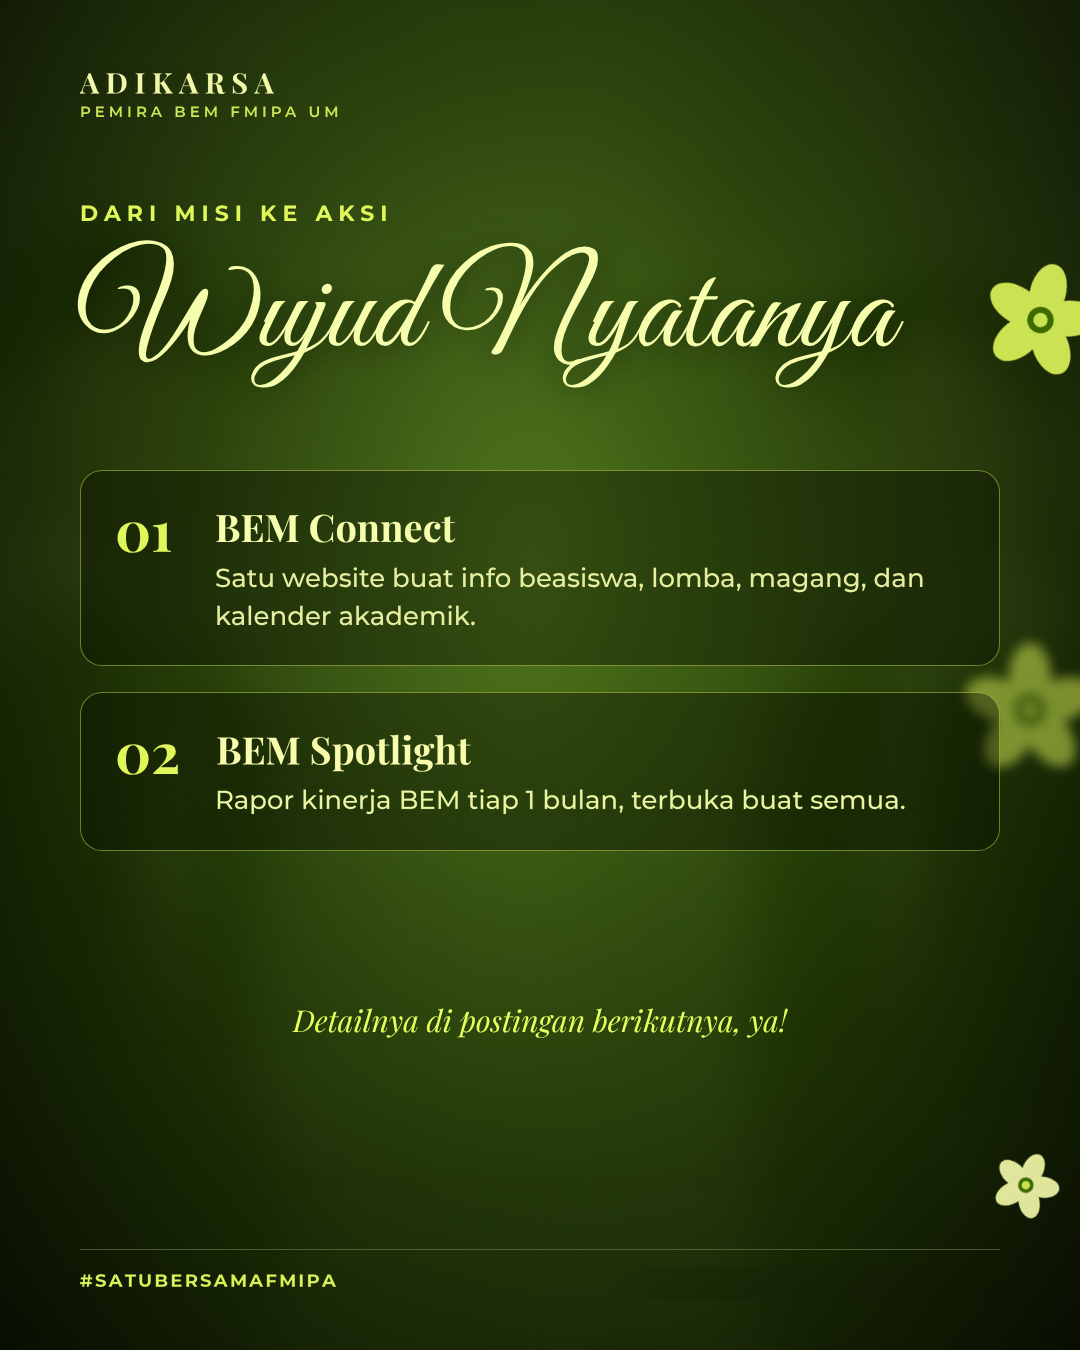 ADIKARSA
PEMIRA BEM FMIPA UM
DARI MISI KE AKSI
Wujud Nyatanya
01
BEM Connect
Satu website buat info beasiswa, lomba, magang, dan
kalender akademik.
02
BEM Spotlight
Rapor kinerja BEM tiap 1 bulan, terbuka buat semua.
Detailnya di postingan berikutnya, ya!
#SATUBERSAMAFMIPA